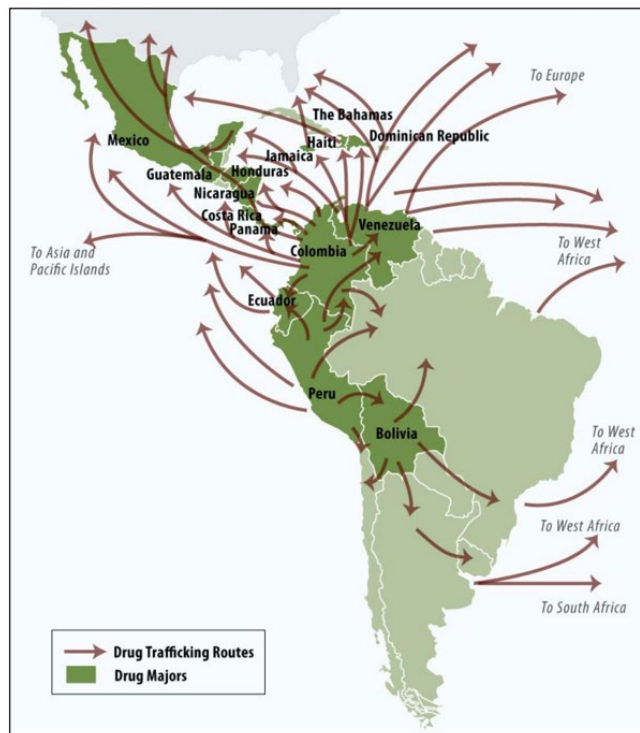 To Europe
The Bahamas
Dominican Republic
Haiti
Mexico
Jamaica
Guatemala
Honduras
Nicaragua
Costa Rica
Panama
Venezuela
Colombia
To Asia and
Pacific Islands
To West
Africa
Ecuador
Peru
Bolivia
To West
Africa
To West Africa
To South Africa
Drug Trafficking Routes
Drug Majors